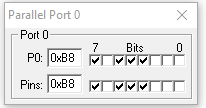 Parallel Port 0
Port 0
7 Bits 0
P0: 0xB8
Pins: 0xB8